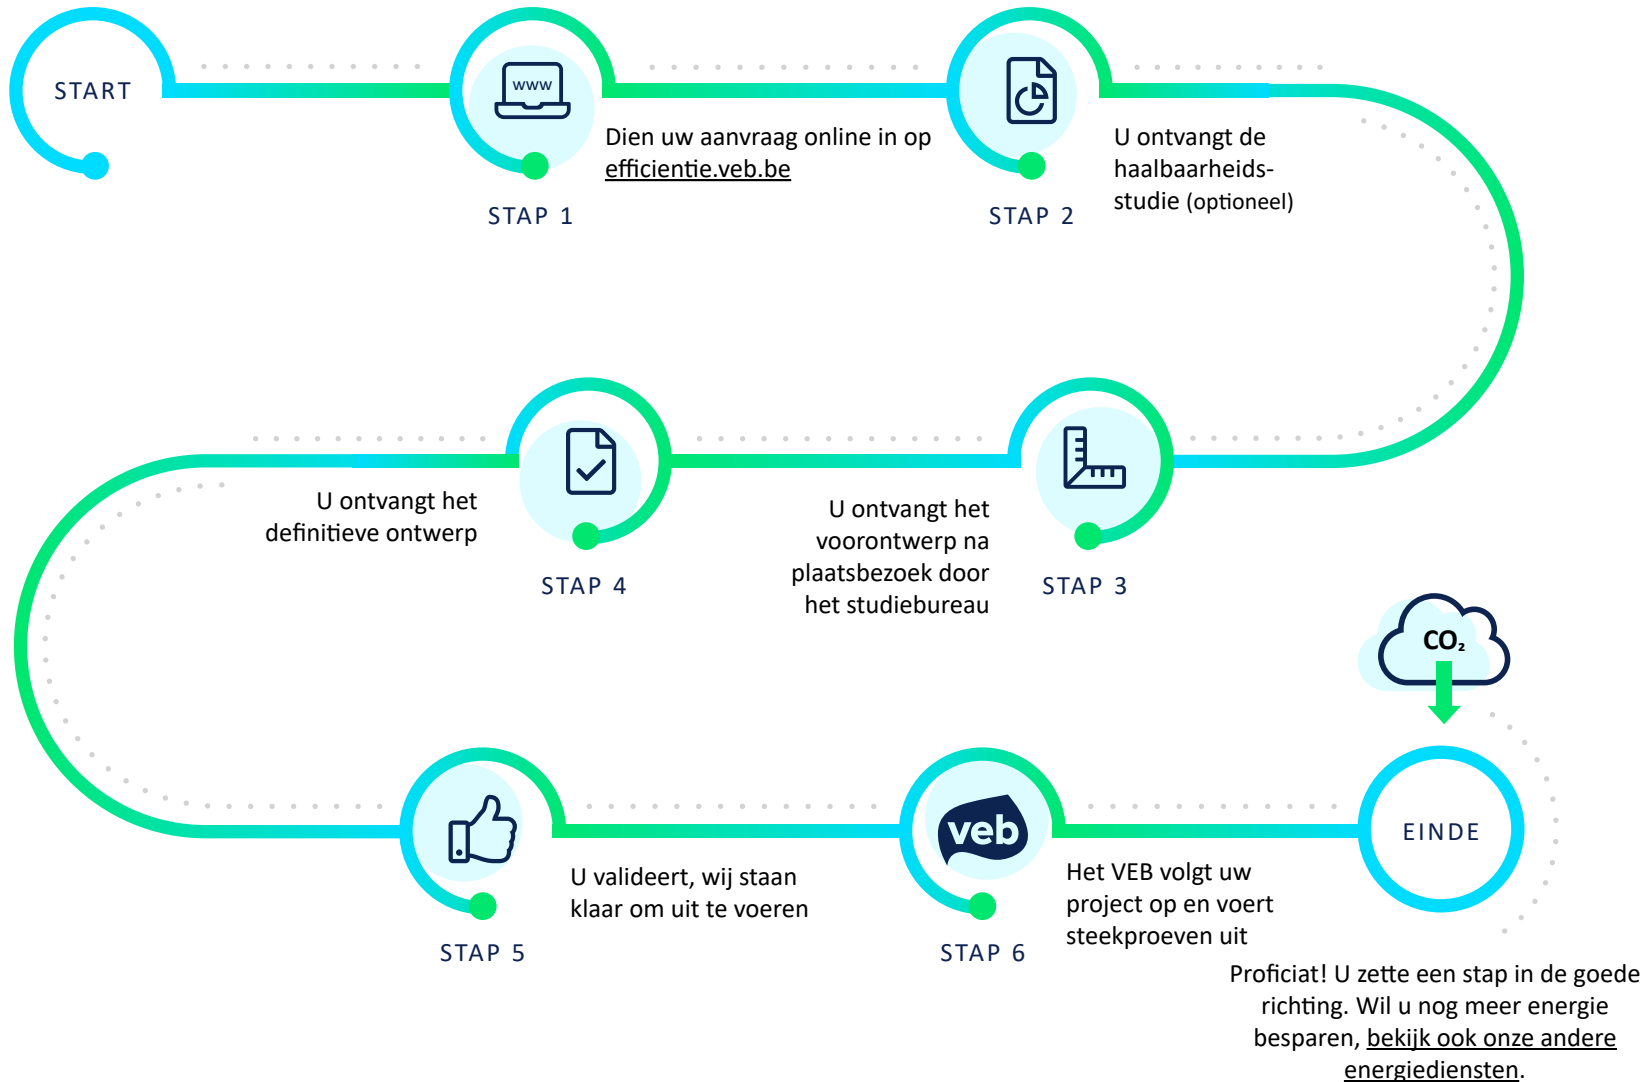 START
www
Dien uw aanvraag online in op
efficientie.veb.be
STAP 1
U ontvangt de
haalbaarheids-
studie (optioneel)
STAP 2
U ontvangt het
voorontwerp na
plaatsbezoek door
het studiebureau
STAP 3
U ontvangt het
definitieve ontwerp
STAP 4
U valideert, wij staan
klaar om uit te voeren
STAP 5
veb
Het VEB volgt uw
project op en voert
steekproeven uit
STAP 6
CO₂
EINDE
Proficiat! U zette een stap in de goede
richting. Wil u nog meer energie
besparen, bekijk ook onze andere
energiediensten.